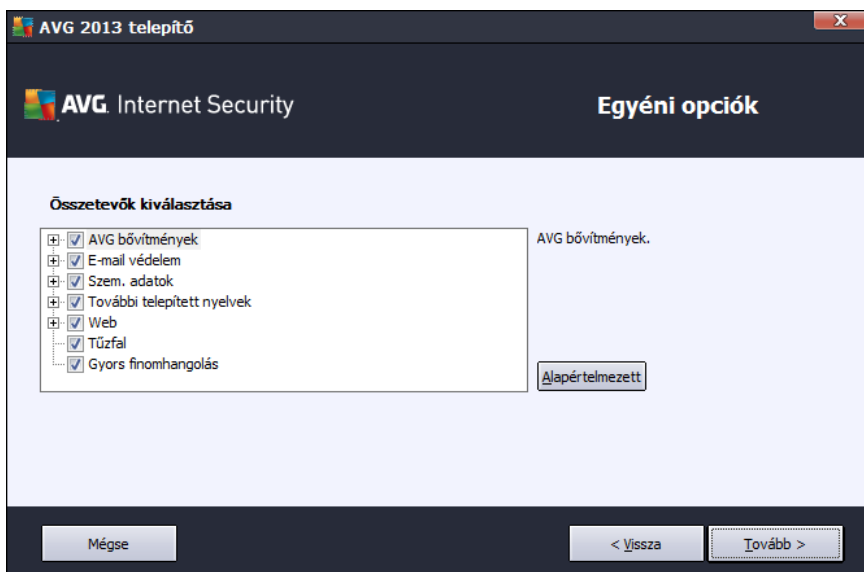 AVG 2013 telepítő
AVG. Internet Security
Egyéni opciók
Összetevők kiválasztása
AVG bővítmények
E-mail védelem
Szem. adatok
További telepített nyelvek
Web
Tűzfal
Gyors finomhangolás
AVG bővítmények.
Alapértelmezett
Mégse
< Vissza
Tovább >